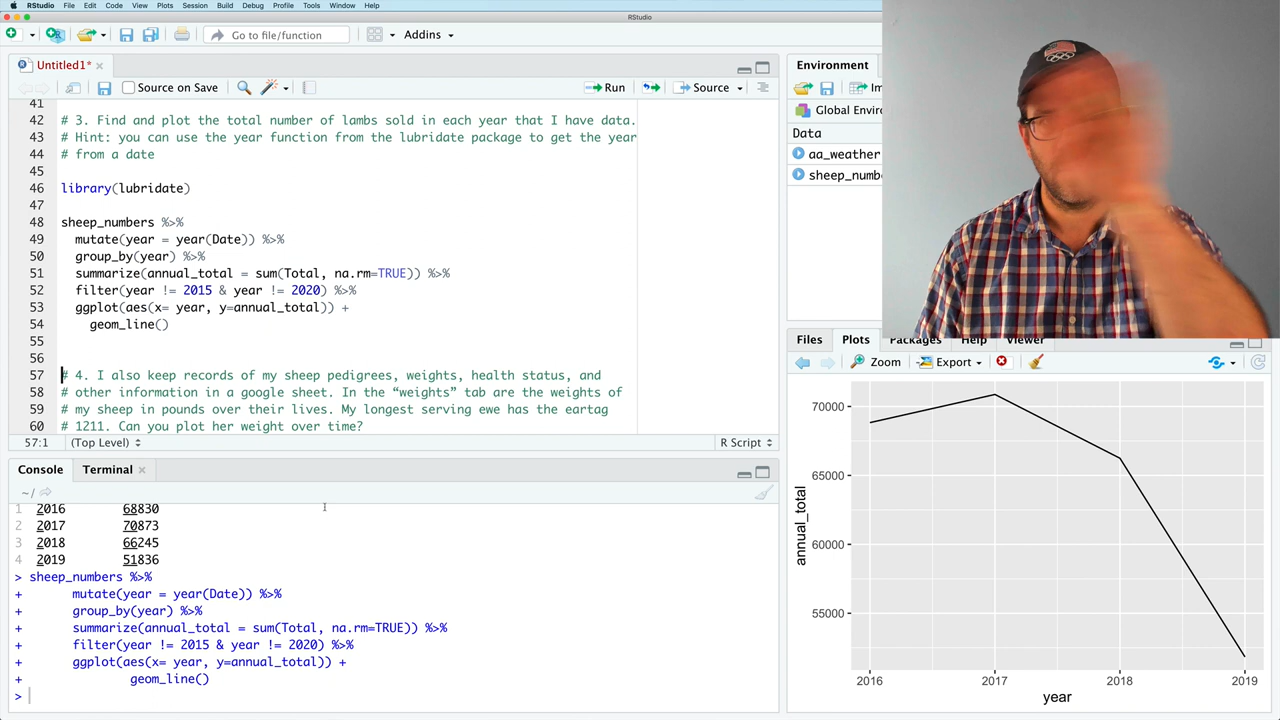 RStudio File Edit Code View Plots Session Build Debug Profile Tools Window Help
RStudio
Go to file/function Addins
Untitled1*
Source on Save Run Source
41
42 # 3. Find and plot the total number of lambs sold in each year that I have data.
43 # Hint: you can use the year function from the lubridate package to get the year
44 # from a date
45
46 library(lubridate)
47
48 sheep_numbers %>%
49 mutate(year = year(Date)) %>%
50 group_by(year) %>%
51 summarize(annual_total = sum(Total, na.rm=TRUE)) %>%
52 filter(year != 2015 & year != 2020) %>%
53 ggplot(aes(x= year, y=annual_total)) +
54 geom_line()
55
56
57 # 4. I also keep record of my sheep pedigrees, weights, health status, and
58 # other information in a google sheet. In the “weights” tab are the weights of
59 # my sheep in pounds over their lives. My longest serving ewe has the eartag
60 # 1211. Can you plot her weight over time?
57:1 (Top Level) R Script
Console Terminal
~/
1 2016 68830
2 2017 70873
3 2018 66245
4 2019 51836
> sheep_numbers %>%
+ mutate(year = year(Date)) %>%
+ group_by(year) %>%
+ summarize(annual_total = sum(Total, na.rm=TRUE)) %>%
+ filter(year != 2015 & year != 2020) %>%
+ ggplot(aes(x= year, y=annual_total)) +
+ geom_line()
>
Environment
Im
Global Enviro
Data
aa_weather
sheep_numb
Files Plots Packages Help Viewer
Zoom Export
70000
65000
60000
55000
annual_total
2016 2017 2018 2019
year